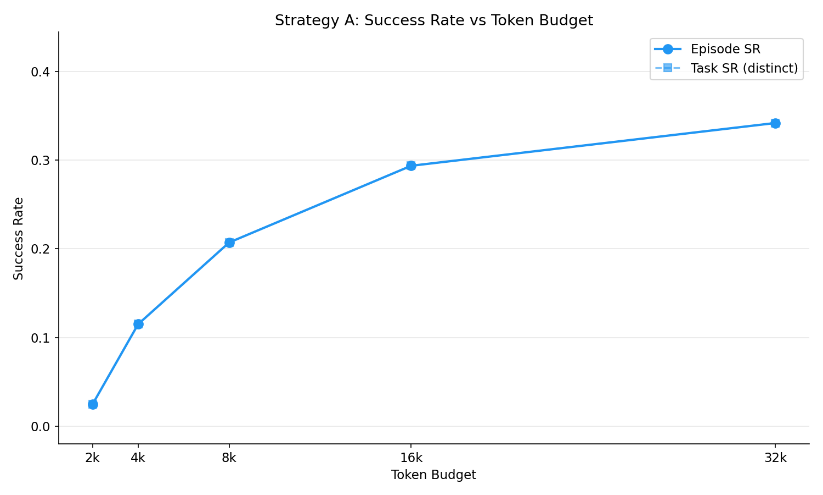 Strategy A: Success Rate vs Token Budget
Episode SR
Task SR (distinct)
Success Rate
0.4
0.3
0.2
0.1
0.0
2k 4k 8k 16k 32k
Token Budget